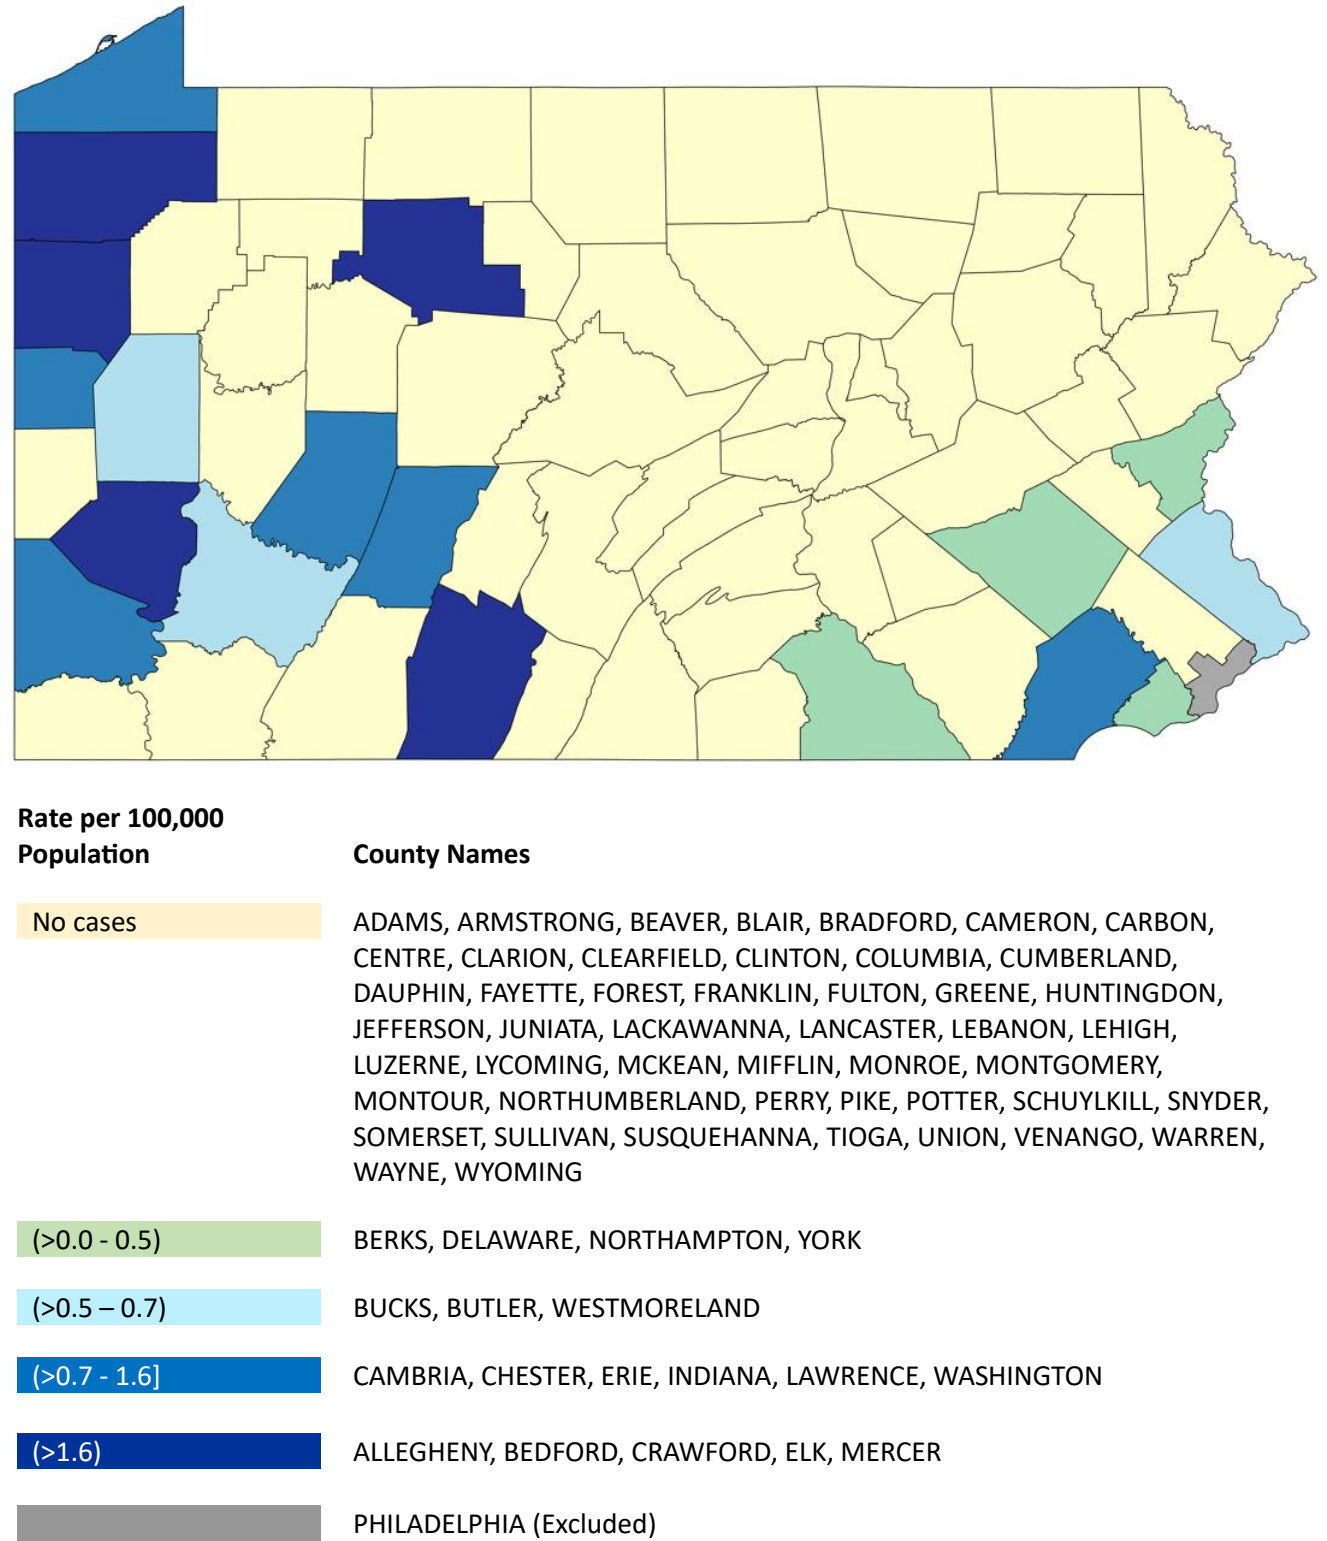 Rate per 100,000
Population
County Names
No cases
ADAMS, ARMSTRONG, BEAVER, BLAIR, BRADFORD, CAMERON, CARBON,
CENTRE, CLARION, CLEARFIELD, CLINTON, COLUMBIA, CUMBERLAND,
DAUPHIN, FAYETTE, FOREST, FRANKLIN, FULTON, GREENE, HUNTINGDON,
JEFFERSON, JUNIATA, LACKAWANNA, LANCASTER, LEBANON, LEHIGH,
LUZERNE, LYCOMING, MCKEAN, MIFFLIN, MONROE, MONTGOMERY,
MONTOUR, NORTHUMBERLAND, PERRY, PIKE, POTTER, SCHUYLKILL, SNYDER,
SOMERSET, SULLIVAN, SUSQUEHANNA, TIOGA, UNION, VENANGO, WARREN,
WAYNE, WYOMING
(>0.0 - 0.5)
BERKS, DELAWARE, NORTHAMPTON, YORK
(>0.5 – 0.7)
BUCKS, BUTLER, WESTMORELAND
(>0.7 - 1.6]
CAMBRIA, CHESTER, ERIE, INDIANA, LAWRENCE, WASHINGTON
(>1.6)
ALLEGHENY, BEDFORD, CRAWFORD, ELK, MERCER
PHILADELPHIA (Excluded)